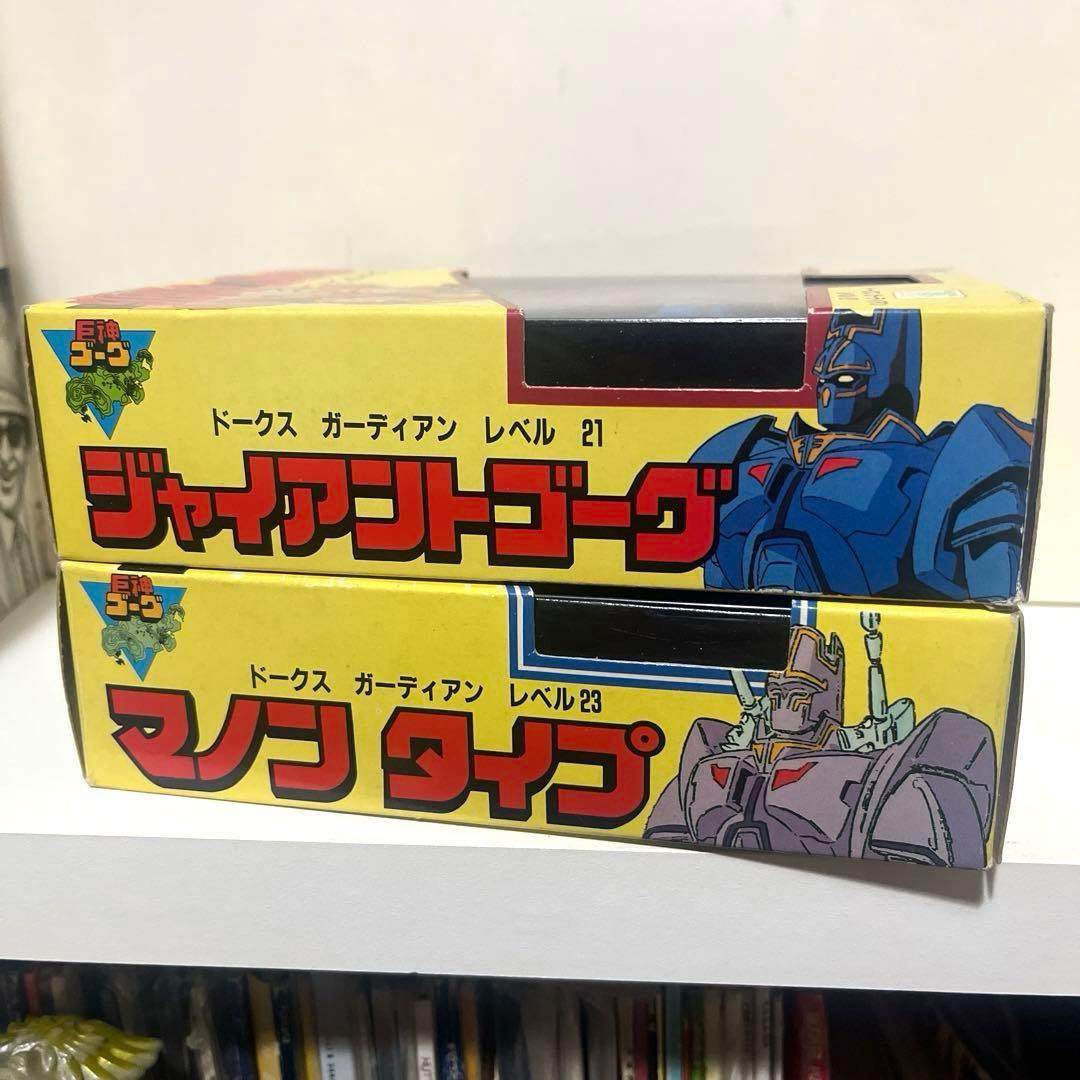 巨神
ゴーグ
ドークス ガーディアン レベル 21
ジャイアントゴーグ
巨神
ゴーグ
ドークス ガーディアン レベル23
マノン タイプ